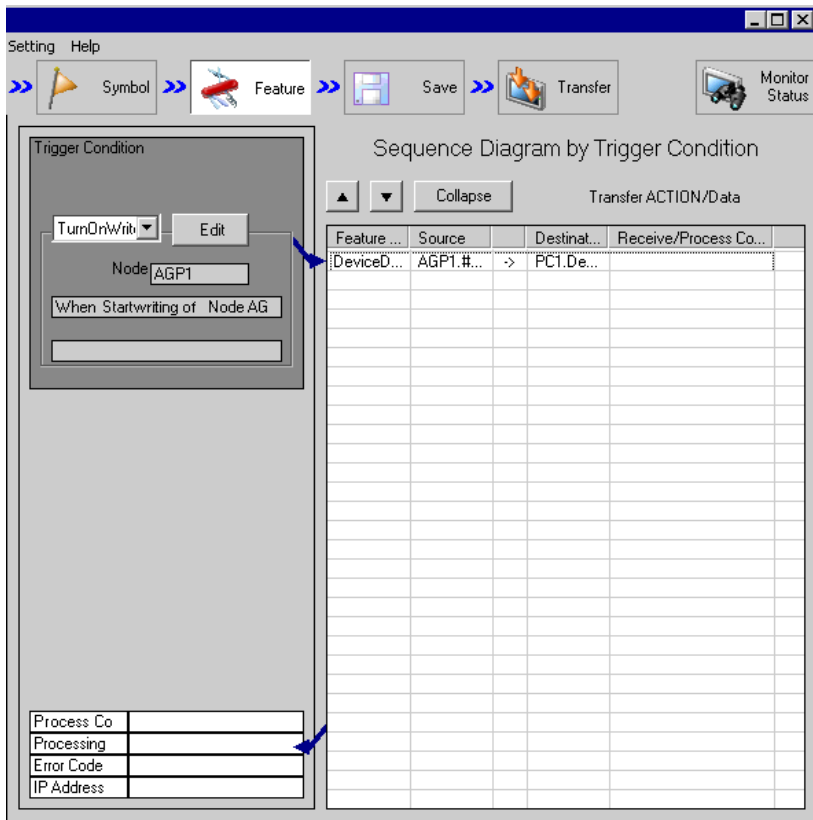 Setting Help
Symbol Feature Save Transfer Monitor Status
Trigger Condition
Sequence Diagram by Trigger Condition
Collapse Transfer ACTION/Data
TurnOnWrit Edit
Feature ... Source Destinat... Receive/Process Co...
DeviceD... AGP1.#... -> PC1.De...
Node AGP1
When Startwriting of Node AG
Process Co
Processing
Error Code
IP Address